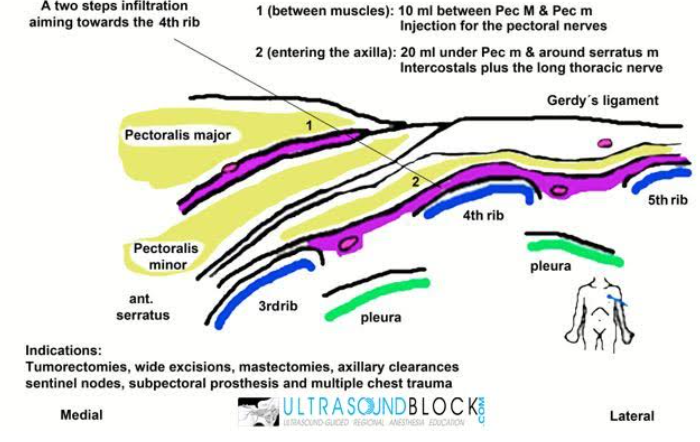 A two steps infiltration
aiming towards the 4th rib
1 (between muscles): 10 ml between Pec M & Pec m
Injection for the pectoral nerves
2 (entering the axilla): 20 ml under Pec m & around serratus m
Intercostals plus the long thoracic nerve
Gerdy´s ligament
Pectoralis major
1
2
4th rib
5th rib
Pectoralis
minor
pleura
ant.
serratus
3rdrib
pleura
Indications:
Tumorectomies, wide excisions, mastectomies, axillary clearances
sentinel nodes, subpectoral prosthesis and multiple chest trauma
Medial
ULTRASOUNDBLOCK.COM
ULTRASOUND-GUIDED REGIONAL ANESTHESIA EDUCATION
Lateral